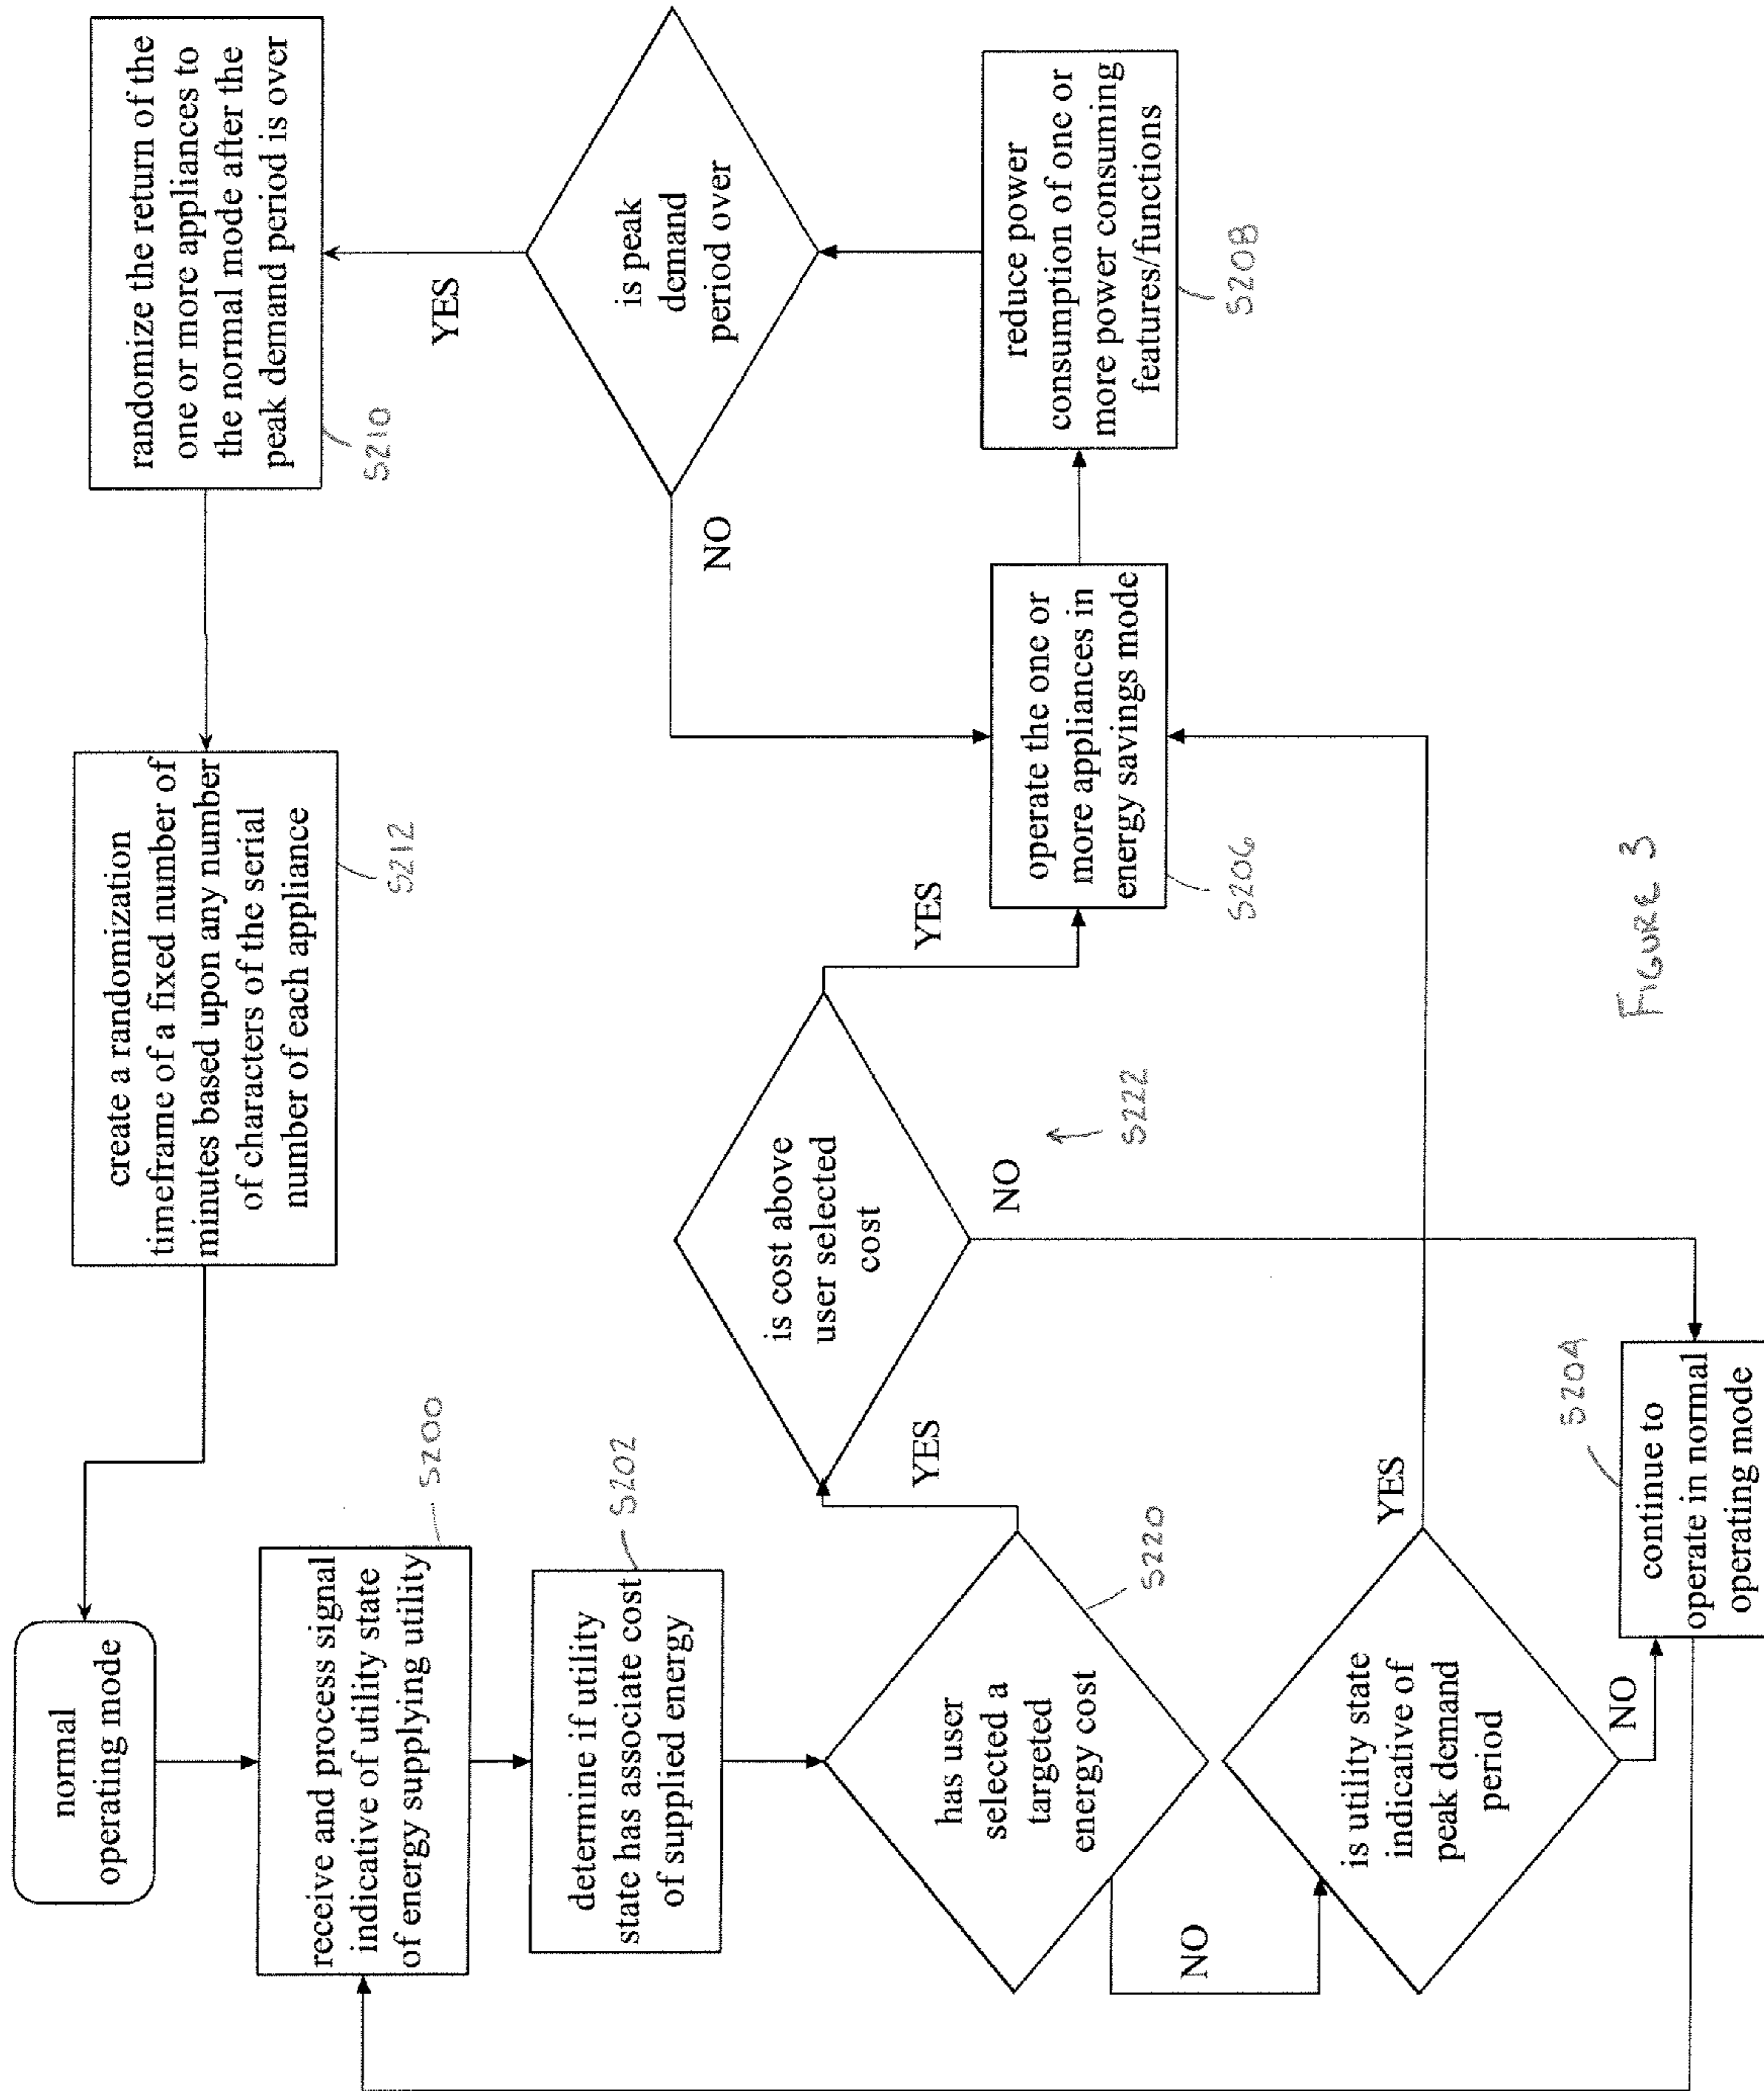 normal
operating mode
receive and process signal
indicative of utility state
of energy supplying utility
S200
determine if utility
state has associate cost
of supplied energy
S202
has user
selected a
targeted
energy cost
S220
YES
NO
is utility state
indicative of
peak demand
period
YES
NO
continue to
operate in normal
operating mode
S204
is cost above
user selected
cost
S222
YES
NO
operate the one or
more appliances in
energy savings mode
S206
reduce power
consumption of one or
more power consuming
features/functions
S208
is peak
demand
period over
NO
YES
randomize the return of the
one or more appliances to
the normal mode after the
peak demand period is over
S210
create a randomization
timeframe of a fixed number of
minutes based upon any number
of characters of the serial
number of each appliance
S212
FIGURE 3